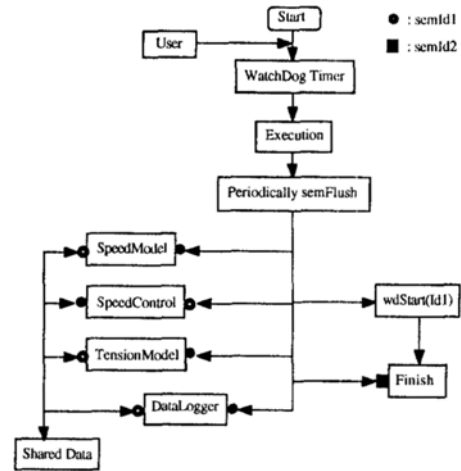 Start
: semId1
User
: semId2
WatchDog Timer
Execution
Periodically semFlush
SpeedModel
SpeedControl
wdStart(Id1)
TensionModel
Finish
DataLogger
Shared Data